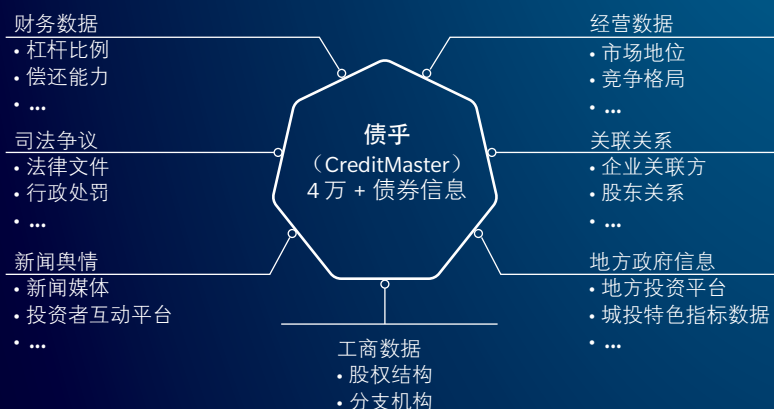 财务数据
• 杠杆比例
• 偿还能力
• ...
司法争议
• 法律文件
• 行政处罚
• ...
新闻舆情
• 新闻媒体
• 投资者互动平台
• ...
债乎
（CreditMaster）
4 万 + 债券信息
经营数据
• 市场地位
• 竞争格局
• ...
关联关系
• 企业关联方
• 股东关系
• ...
地方政府信息
• 地方投资平台
• 城投特色指标数据
• ...
工商数据
• 股权结构
• 分支机构